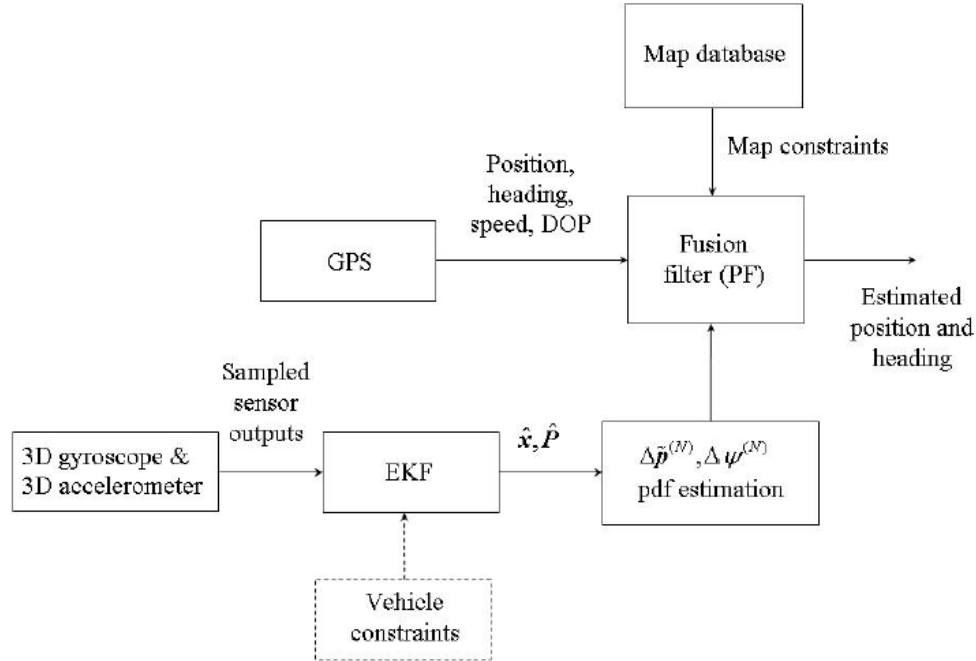 Map database
Map constraints
Position,
heading,
speed, DOP
GPS
Fusion
filter (PF)
Estimated
position and
heading
Sampled
sensor
outputs
3D gyroscope &
3D accelerometer
EKF
x̂, P̂
Δp̃⁽ᴺ⁾, Δψ⁽ᴺ⁾
pdf estimation
Vehicle
constraints